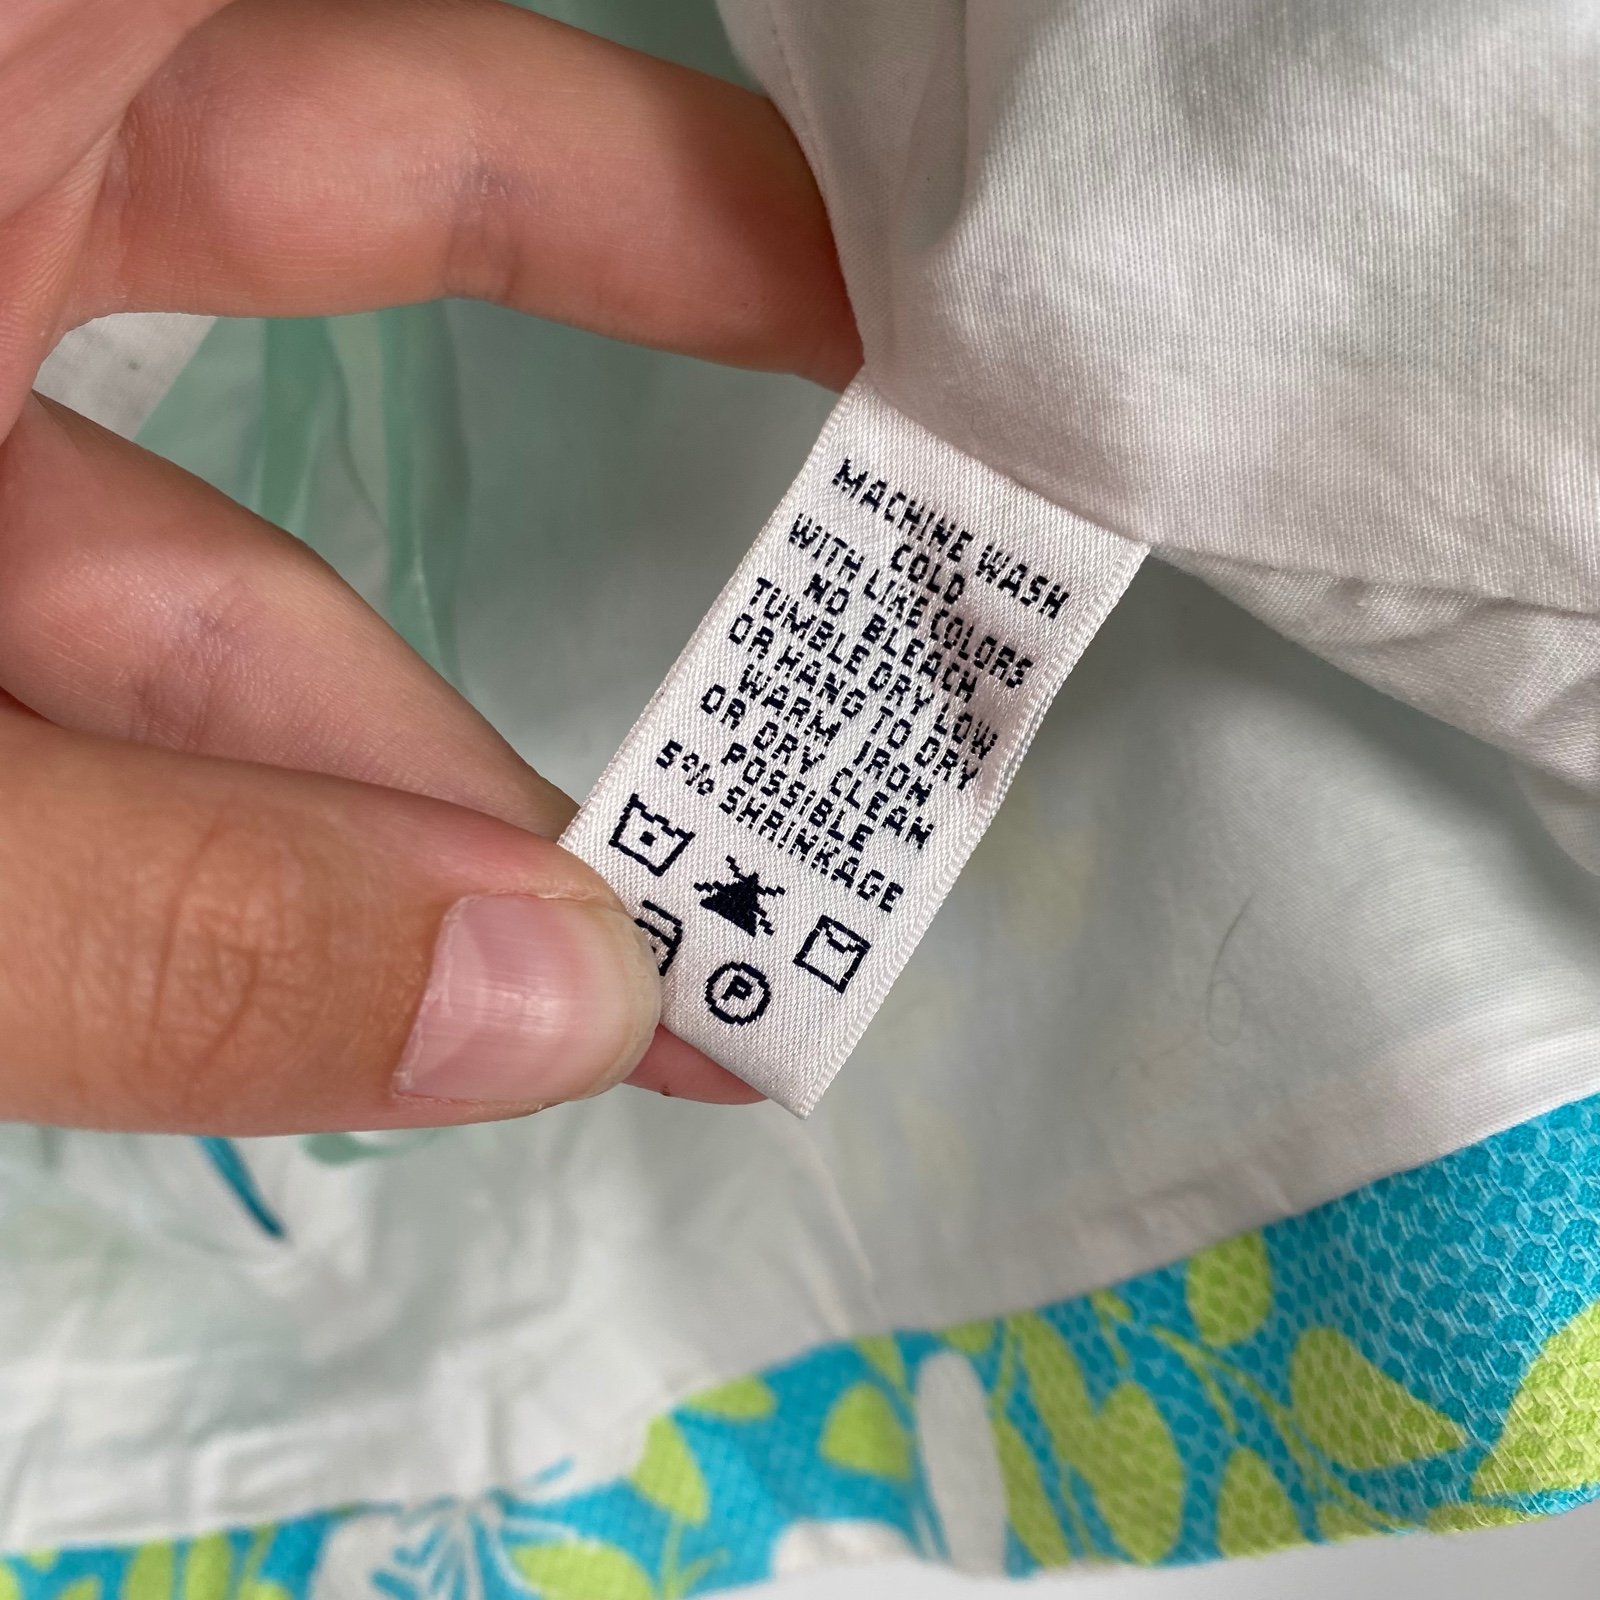 MACHINE WASH
COLD
WITH LIKE COLORS
NO BLEACH
TUMBLE DRY LOW
OR HANG TO DRY
WARM IRON
OR DRY CLEAN
POSSIBLE
5% SHRINKAGE
P